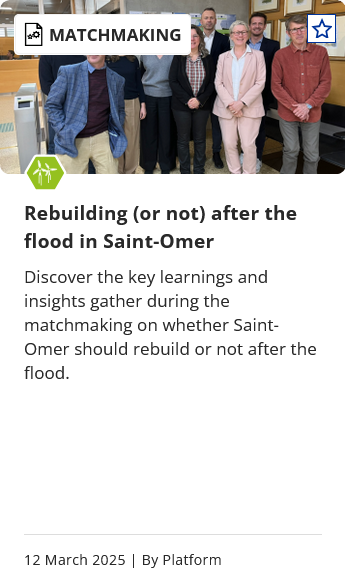 MATCHMAKING
Rebuilding (or not) after the
flood in Saint-Omer
Discover the key learnings and
insights gather during the
matchmaking on whether Saint-
Omer should rebuild or not after the
flood.
12 March 2025 | By Platform